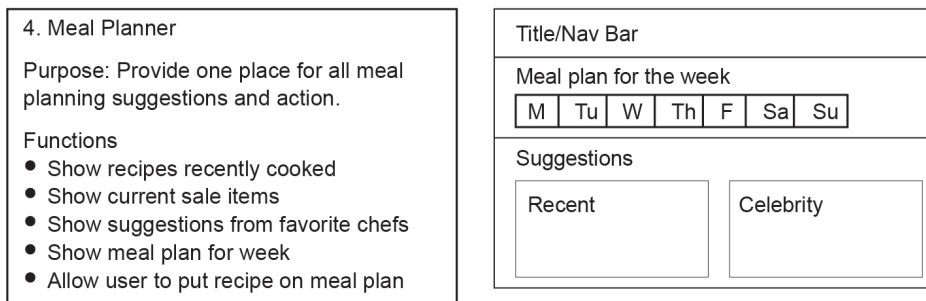 4. Meal Planner
Purpose: Provide one place for all meal
planning suggestions and action.
Functions
• Show recipes recently cooked
• Show current sale items
• Show suggestions from favorite chefs
• Show meal plan for week
• Allow user to put recipe on meal plan
Title/Nav Bar
Meal plan for the week
M Tu W Th F Sa Su
Suggestions
Recent Celebrity